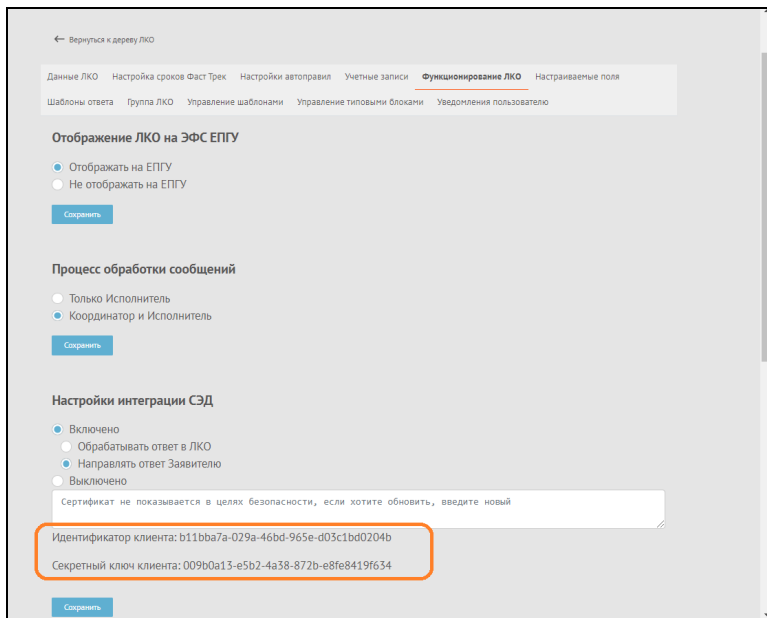 ← Вернуться к дереву ЛКО
Данные ЛКО Настройка сроков Фаст Трек Настройки автоправил Учетные записи Функционирование ЛКО Настраиваемые поля
Шаблоны ответа Группа ЛКО Управление шаблонами Управление типовыми блоками Уведомления пользователю
Отображение ЛКО на ЭФС ЕПГУ
Отображать на ЕПГУ
Не отображать на ЕПГУ
Сохранить
Процесс обработки сообщений
Только Исполнитель
Координатор и Исполнитель
Сохранить
Настройки интеграции СЭД
Включено
Обрабатывать ответ в ЛКО
Направлять ответ Заявителю
Выключено
Сертификат не показывается в целях безопасности, если хотите обновить, введите новый
Идентификатор клиента: b11bba7a-029a-46bd-965e-d03c1bd0204b
Секретный ключ клиента: 009b0a13-e5b2-4a38-872b-e8fe8419f634
Сохранить